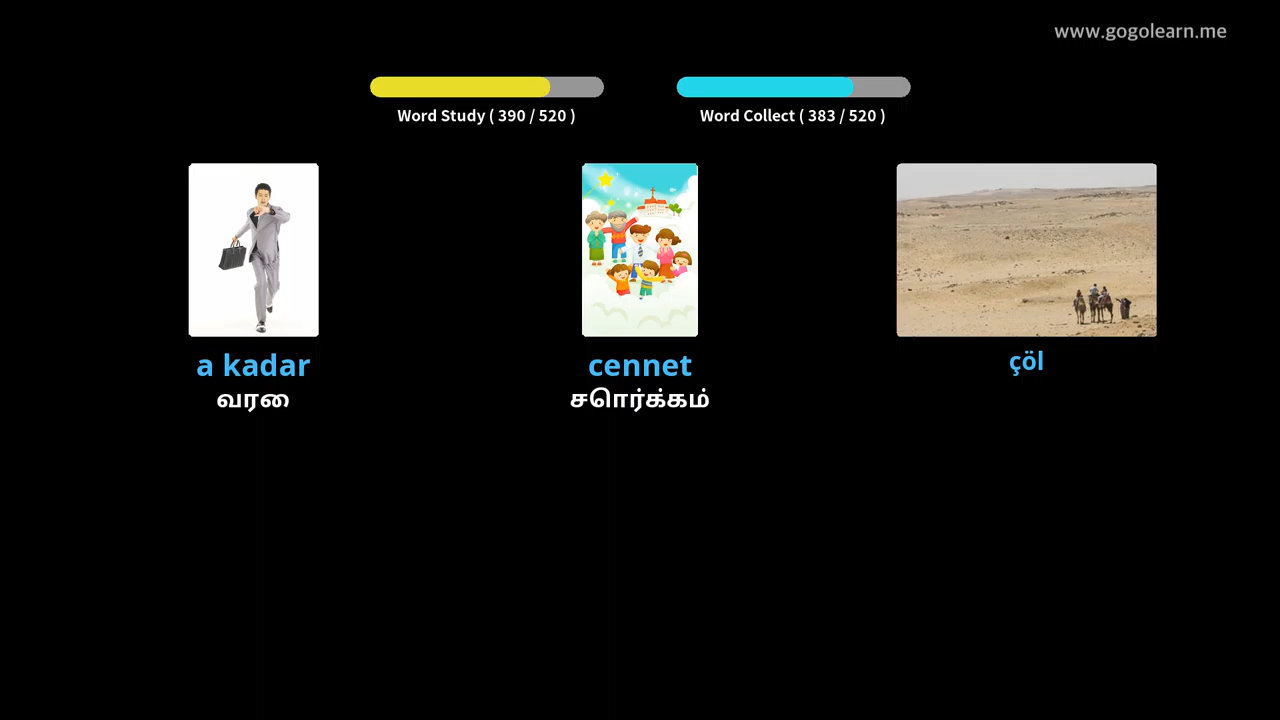 www.gogolearn.me
Word Study ( 390 / 520 )
Word Collect ( 383 / 520 )
a kadar
வரை
cennet
சொர்க்கம்
çöl